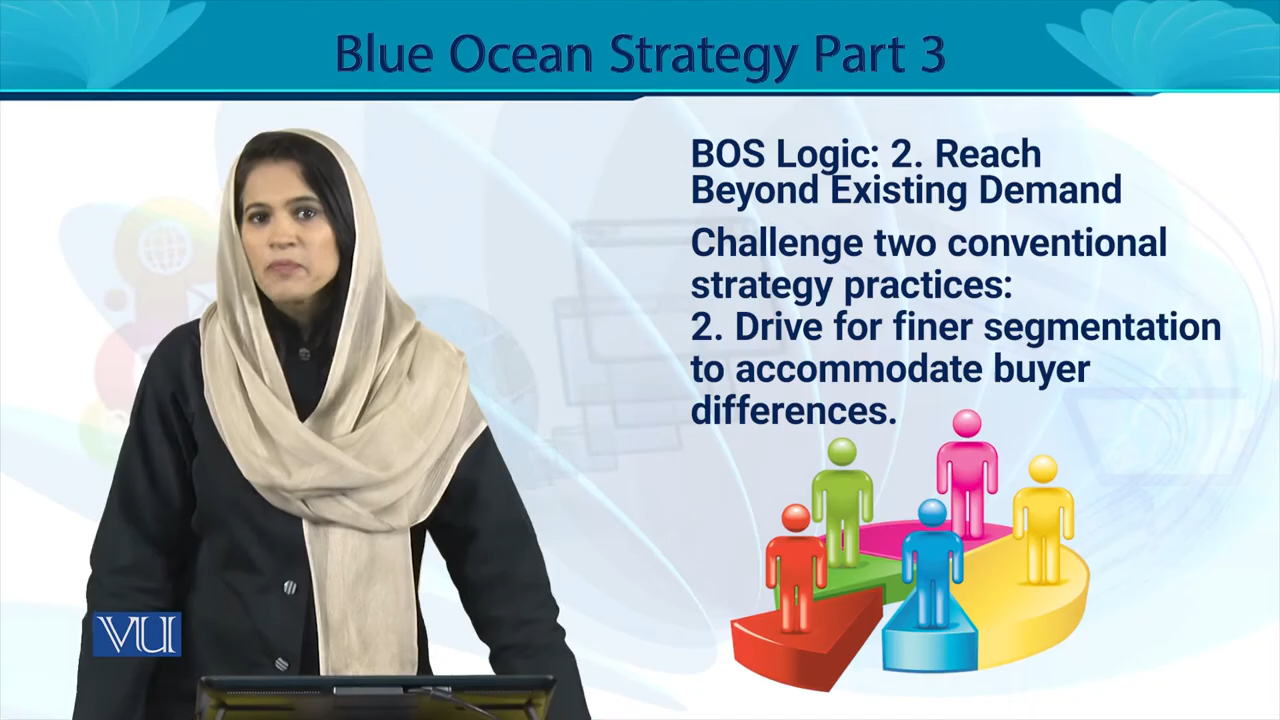 Blue Ocean Strategy Part 3
BOS Logic: 2. Reach
Beyond Existing Demand
Challenge two conventional
strategy practices:
2. Drive for finer segmentation
to accommodate buyer
differences.
VU